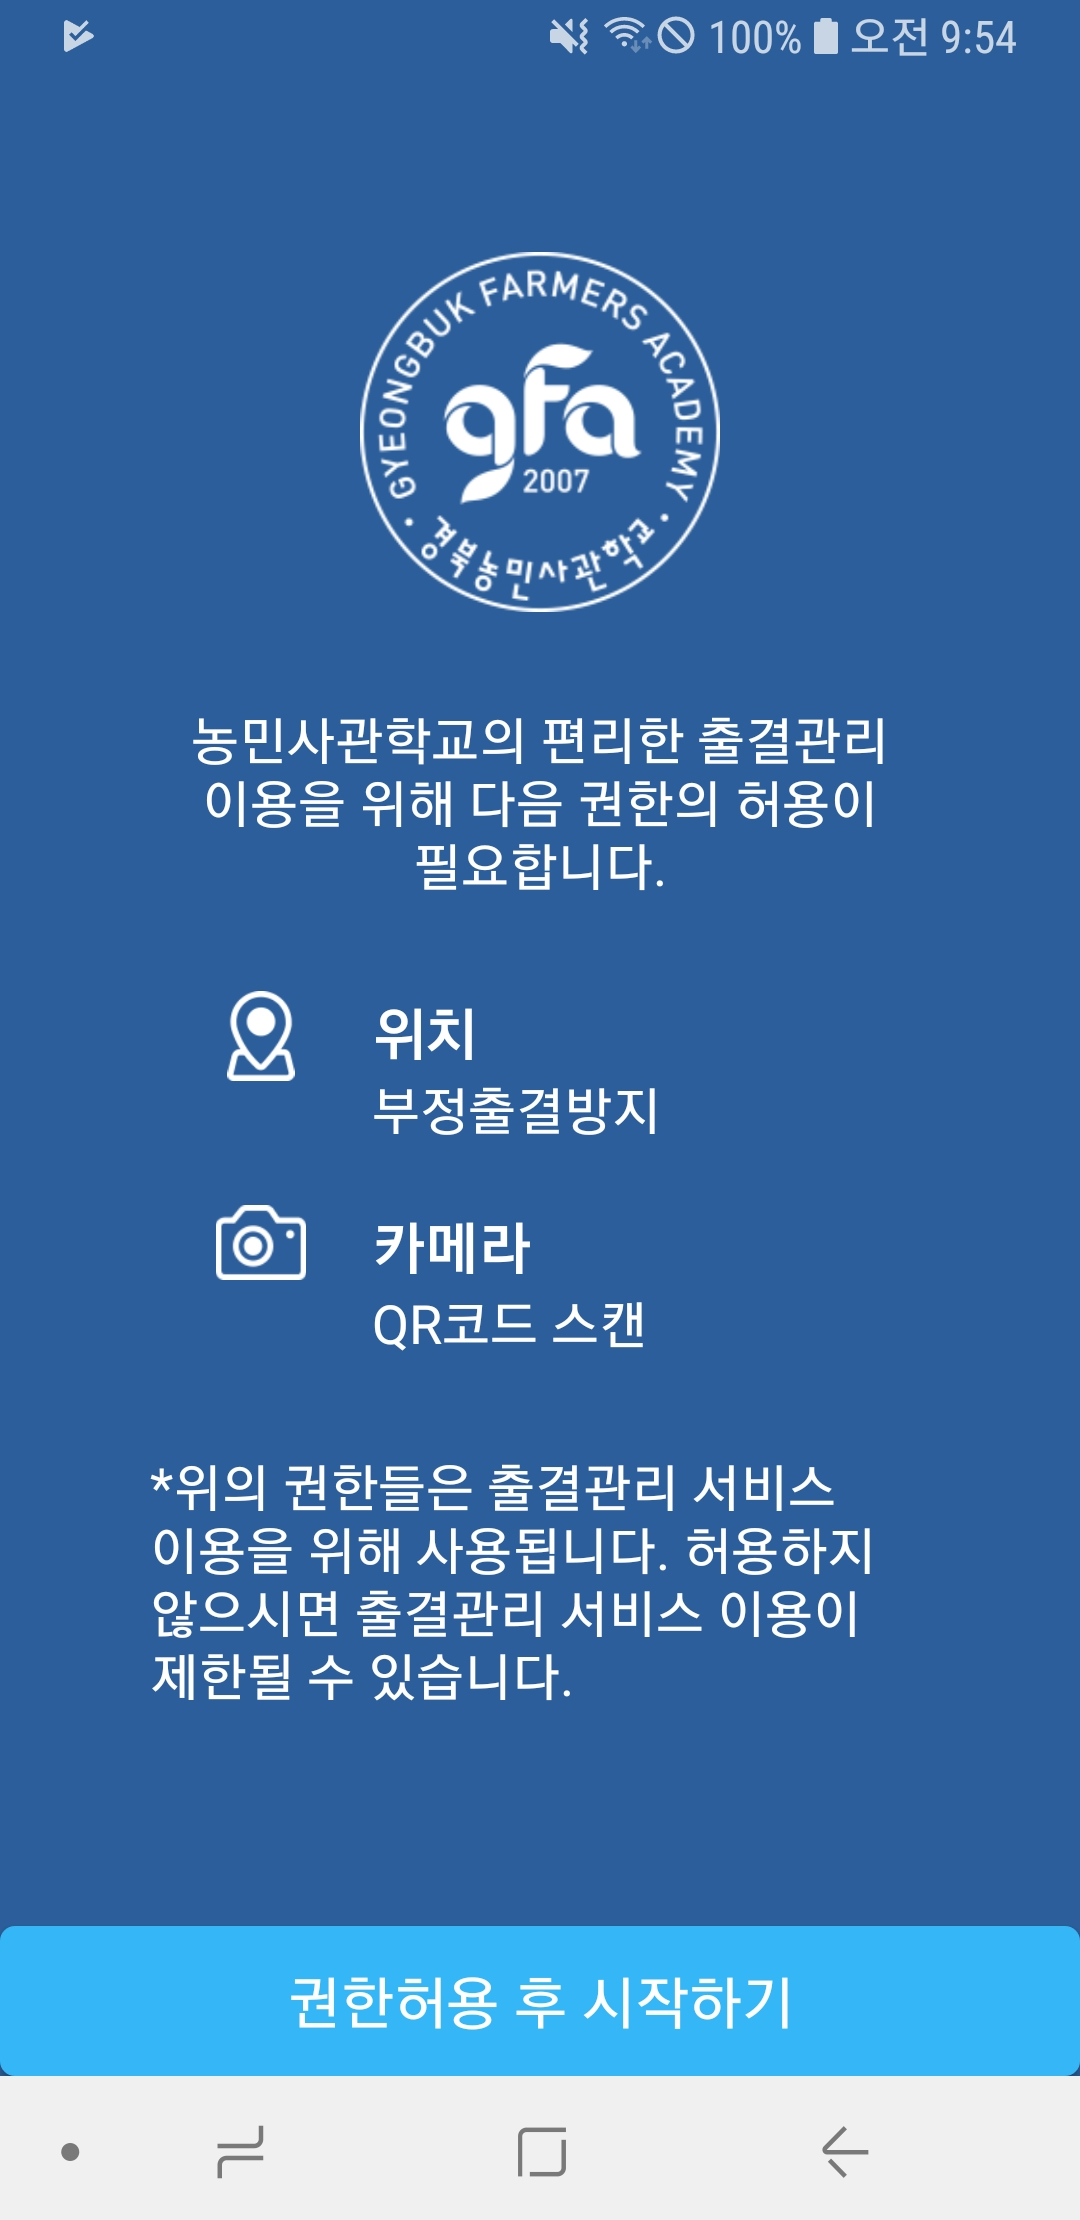 100% 오전 9:54
GYEONGBUK FARMERS ACADEMY
gfa
2007
경북농민사관학교
농민사관학교의 편리한 출결관리
이용을 위해 다음 권한의 허용이
필요합니다.
위치
부정출결방지
카메라
QR코드 스캔
*위의 권한들은 출결관리 서비스
이용을 위해 사용됩니다. 허용하지
않으시면 출결관리 서비스 이용이
제한될 수 있습니다.
권한허용 후 시작하기